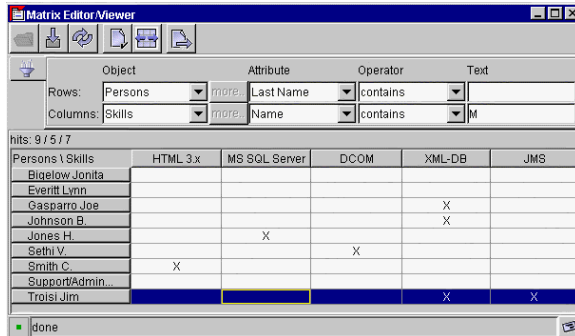 Matrix Editor/Viewer
Object Attribute Operator Text
Rows: Persons more.. Last Name contains
Columns: Skills more.. Name contains M
hits: 9 / 5 / 7
Persons \ Skills HTML 3.x MS SQL Server DCOM XML-DB JMS
Bigelow Jonita
Everitt Lynn
Gasparro Joe X
Johnson B. X
Jones H. X
Sethi V. X
Smith C. X
Support/Admin...
Troisi Jim X X
done